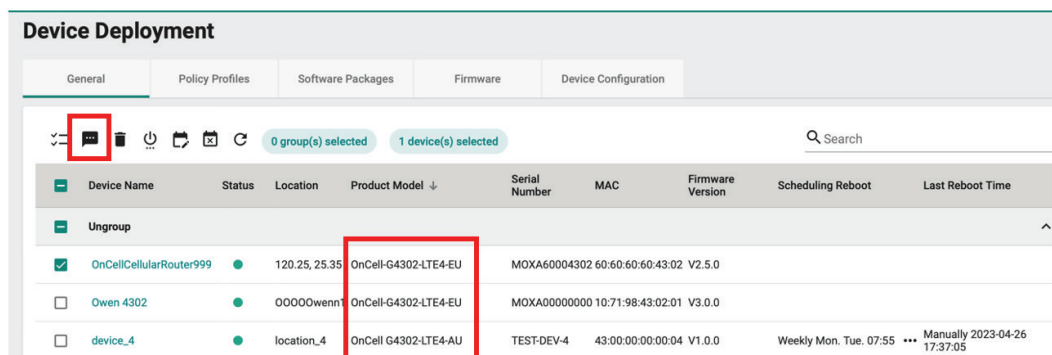 Device Deployment
General Policy Profiles Software Packages Firmware Device Configuration
0 group(s) selected 1 device(s) selected Search
Device Name Status Location Product Model Serial Number MAC Firmware Version Scheduling Reboot Last Reboot Time
Ungroup
OnCellCellularRouter999 120.25, 25.35 OnCell-G4302-LTE4-EU MOXA60004302 60:60:60:60:43:02 V2.5.0
Owen 4302 OOOOOwenn1 OnCell-G4302-LTE4-EU MOXA00000000 10:71:98:43:02:01 V3.0.0
device_4 location_4 OnCell G4302-LTE4-AU TEST-DEV-4 43:00:00:00:00:04 V1.0.0 Weekly Mon. Tue. 07:55 ••• Manually 2023-04-26 17:37:05